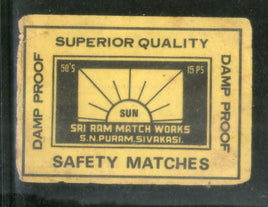 SUPERIOR QUALITY
DAMP PROOF
50'S 15 PS
SUN
SRI RAM MATCH WORKS
S.N.PURAM, SIVAKASI.
DAMP PROOF
SAFETY MATCHES